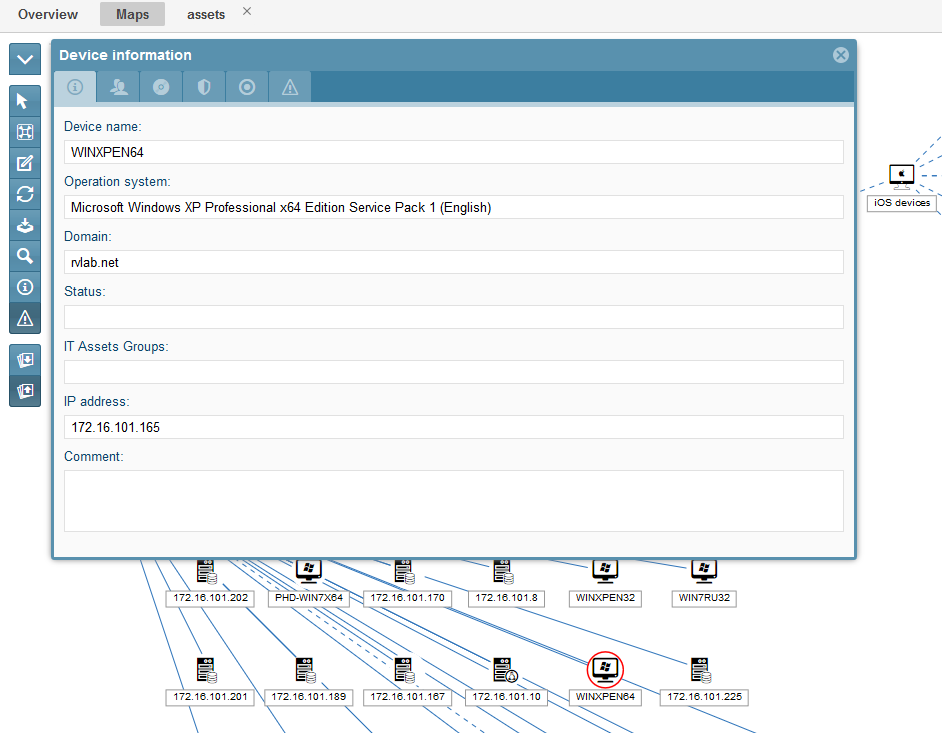 Overview Maps assets
Device information
Device name:
WINXPEN64
Operation system:
Microsoft Windows XP Professional x64 Edition Service Pack 1 (English)
Domain:
rvlab.net
Status:
IT Assets Groups:
IP address:
172.16.101.165
Comment:
iOS devices
172.16.101.202 PHD-WIN7X64 172.16.101.170 172.16.101.8 WINXPEN32 WIN7RU32
172.16.101.201 172.16.101.189 172.16.101.167 172.16.101.10 WINXPEN64 172.16.101.225